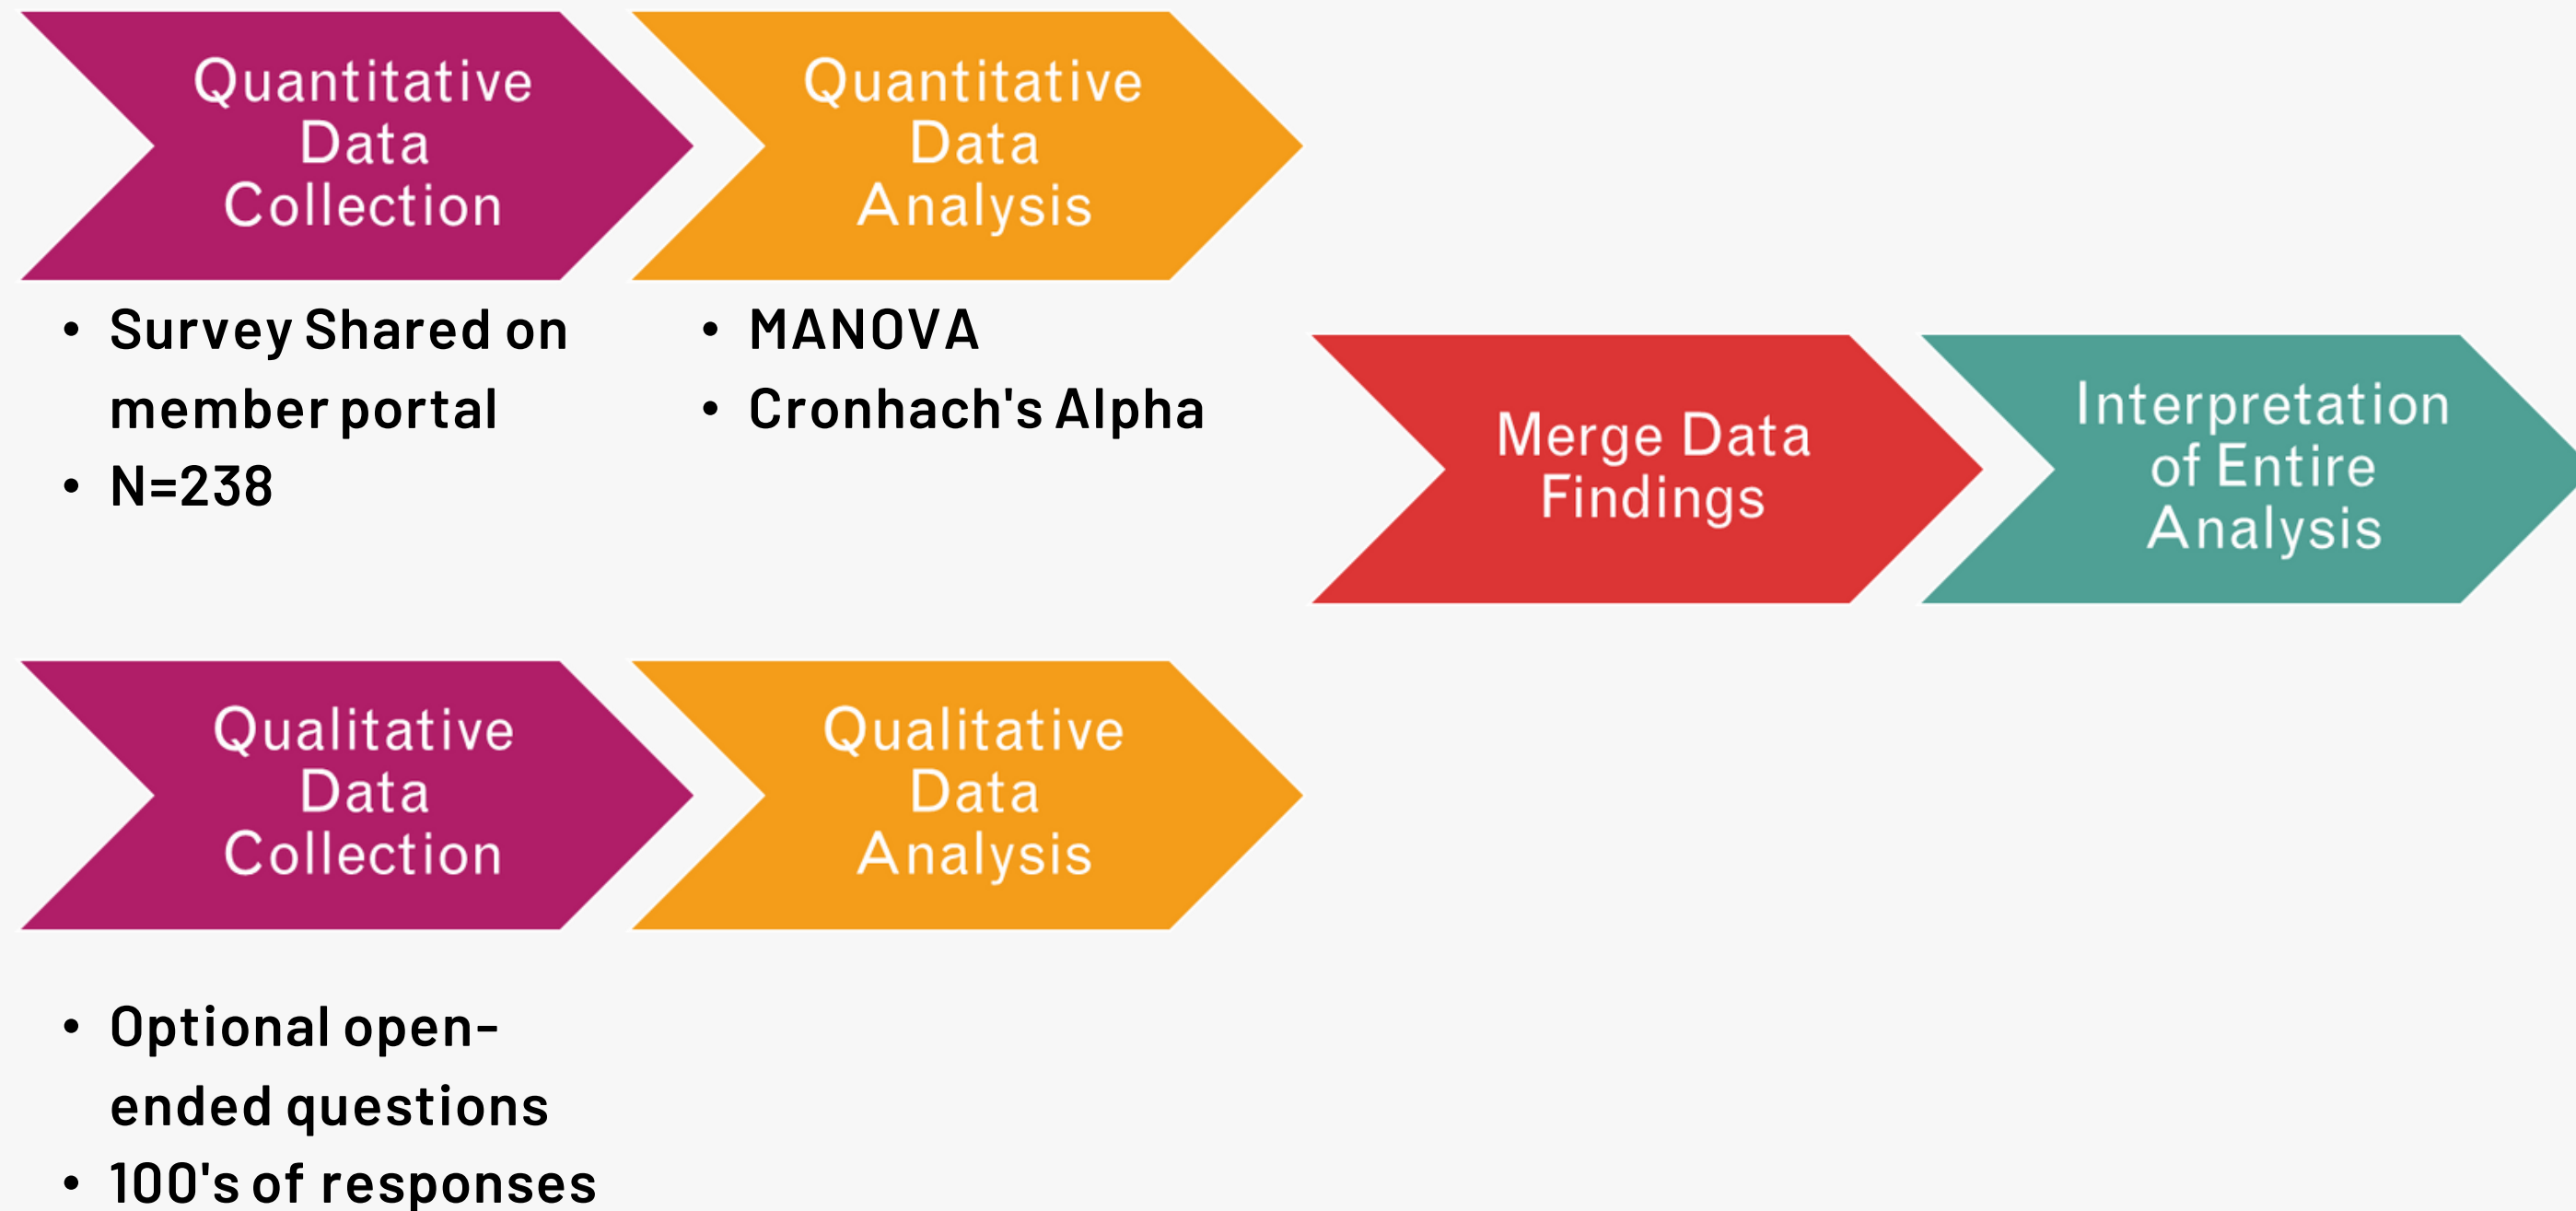 Quantitative
Data
Collection
Quantitative
Data
Analysis
• Survey Shared on
member portal
• N=238
• MANOVA
• Cronhach's Alpha
Merge Data
Findings
Interpretation
of Entire
Analysis
Qualitative
Data
Collection
Qualitative
Data
Analysis
• Optional open-
ended questions
• 100's of responses